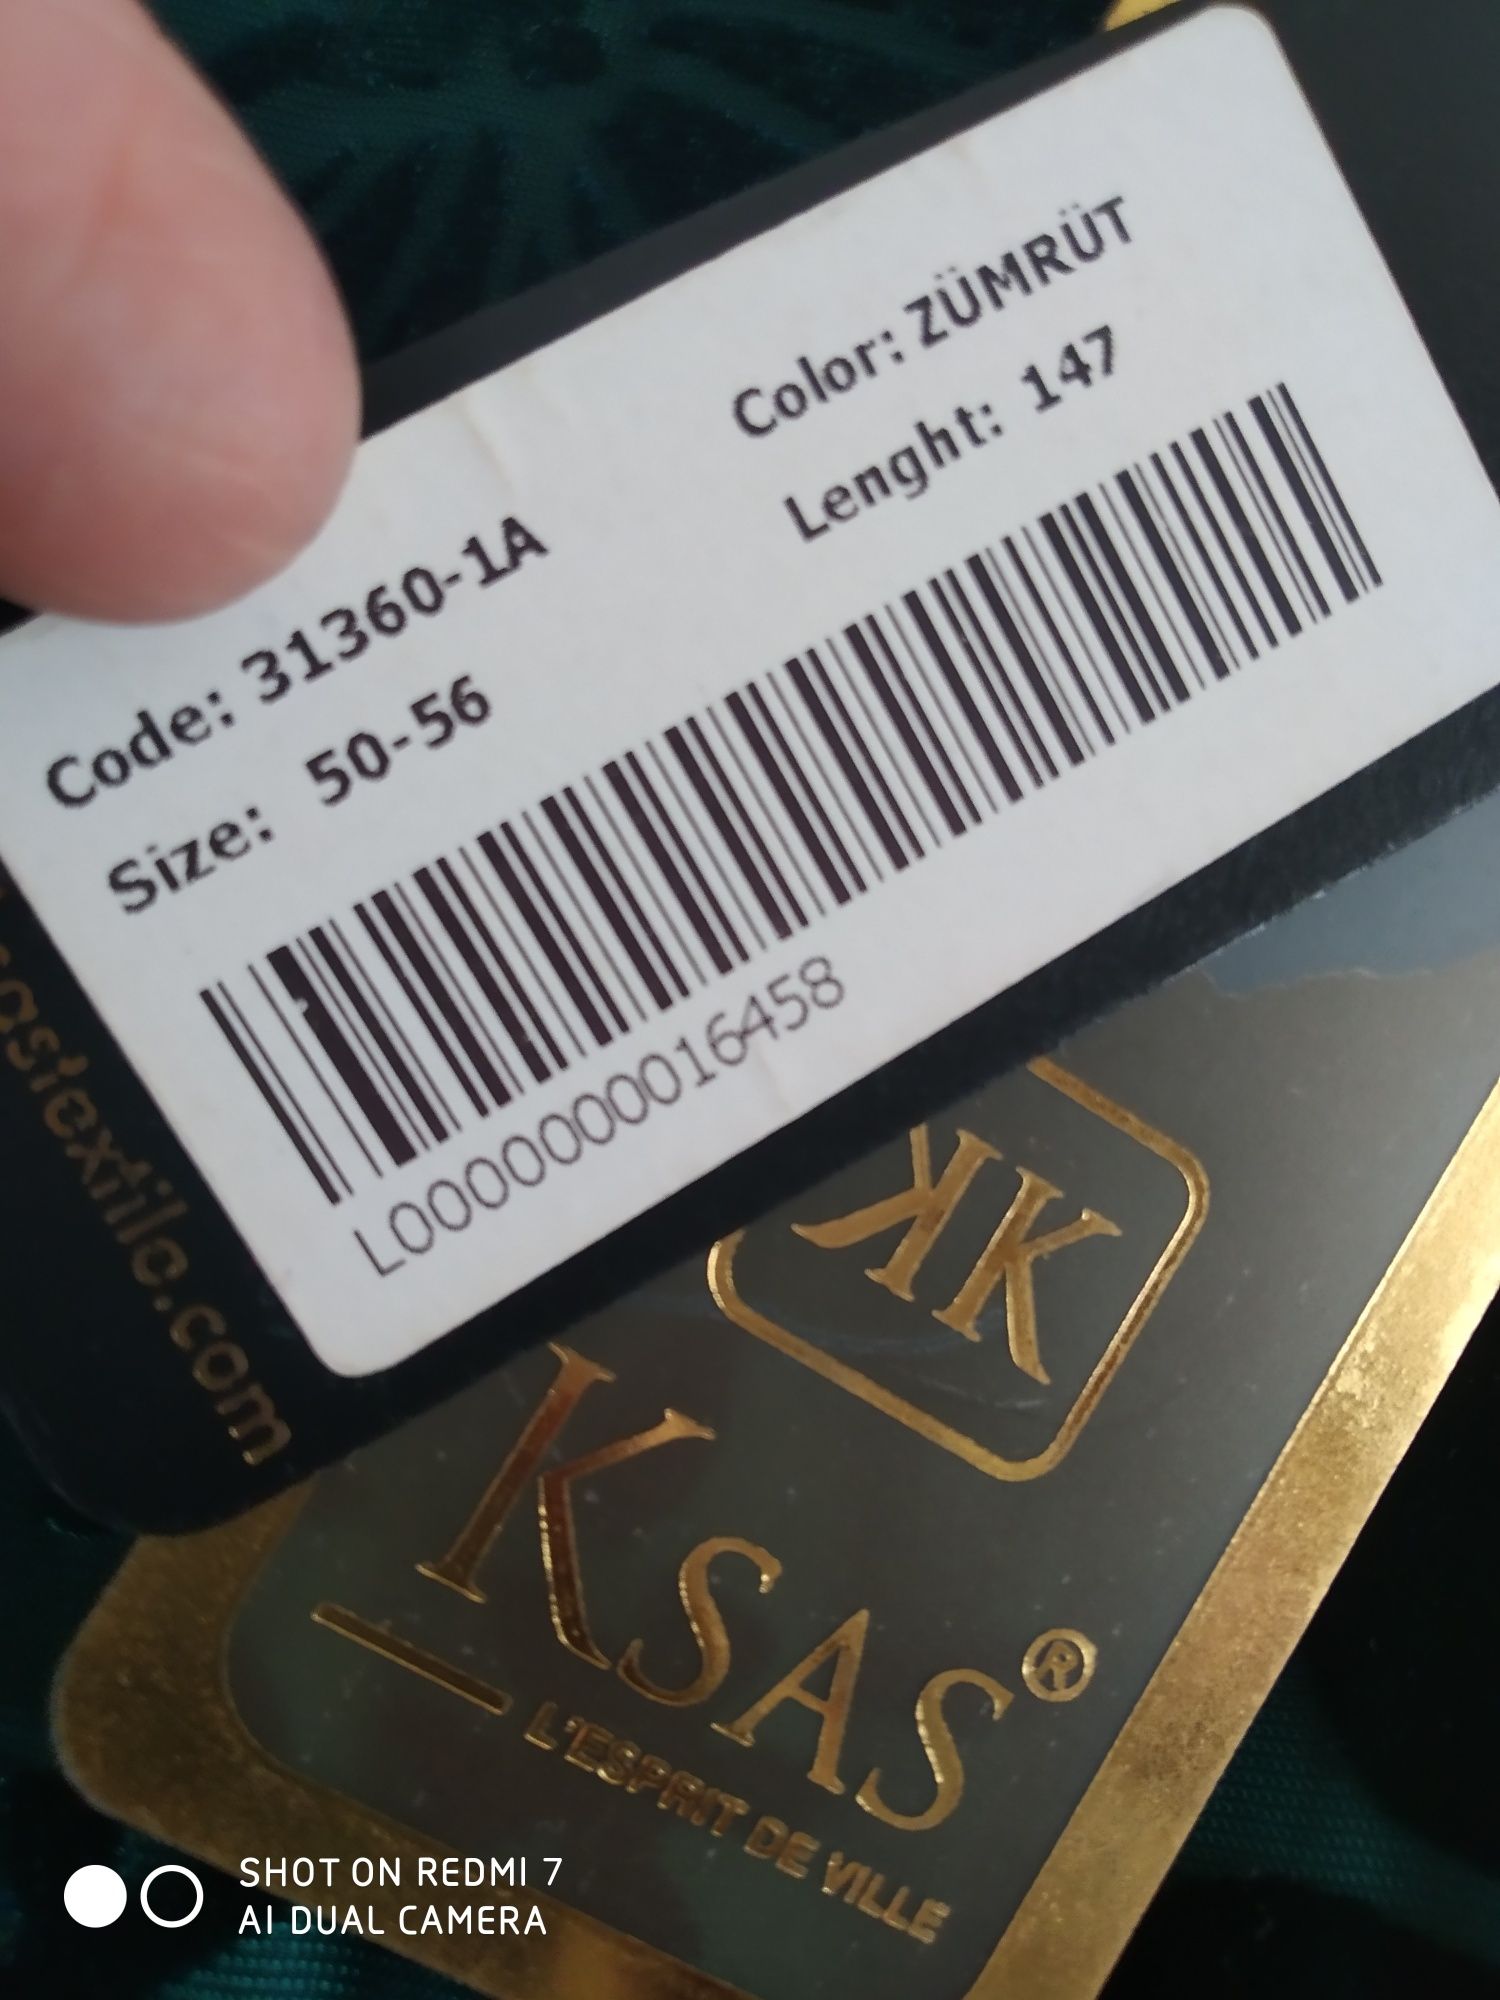 Code: 31360-1A
Color: ZÜMRÜT
Size: 50-56
Lenght: 147
L000000016458
KK
KSAS®
L'ESPRIT DE VILLE
SHOT ON REDMI 7
AI DUAL CAMERA